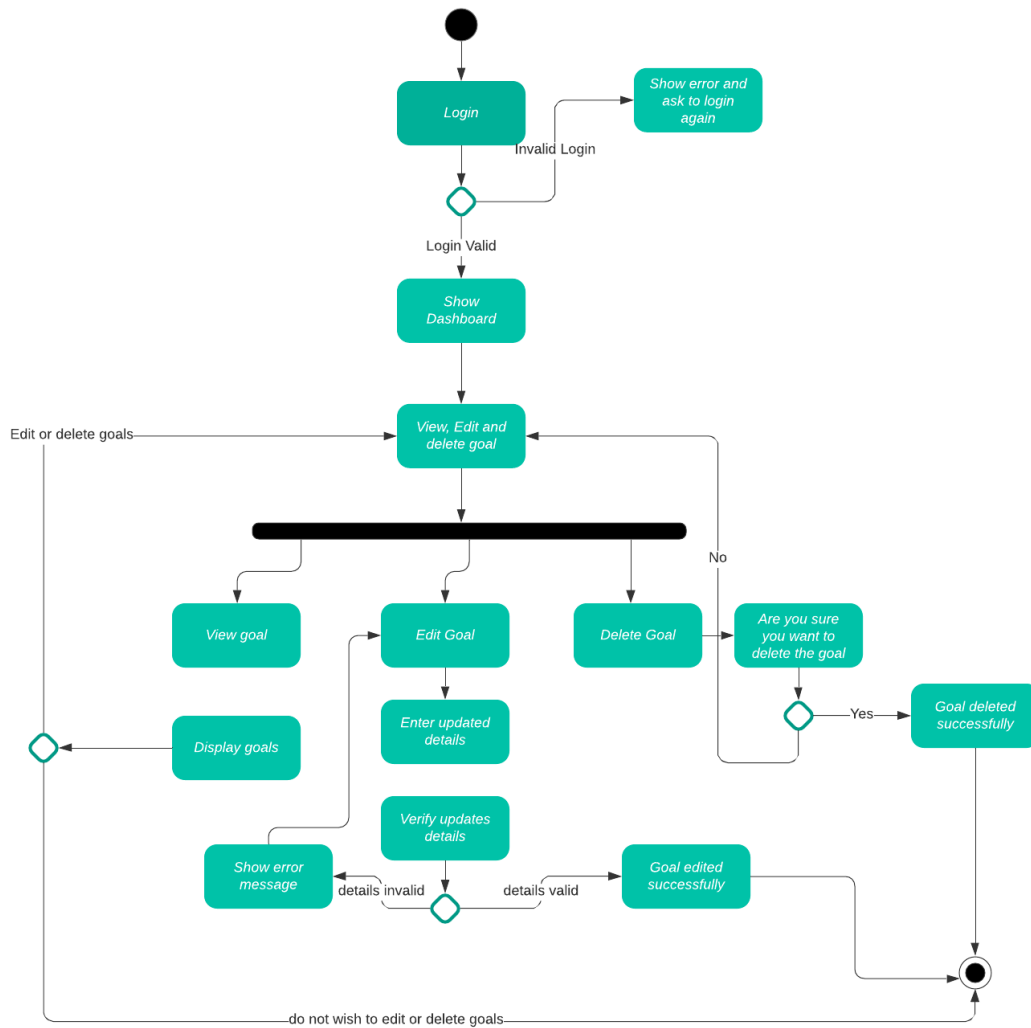 Login
Show error and
ask to login
again
Invalid Login
Login Valid
Show
Dashboard
Edit or delete goals
View, Edit and
delete goal
No
View goal
Edit Goal
Delete Goal
Are you sure
you want to
delete the goal
Enter updated
details
Display goals
Yes
Goal deleted
successfully
Verify updates
details
Show error
message
details invalid
details valid
Goal edited
successfully
do not wish to edit or delete goals